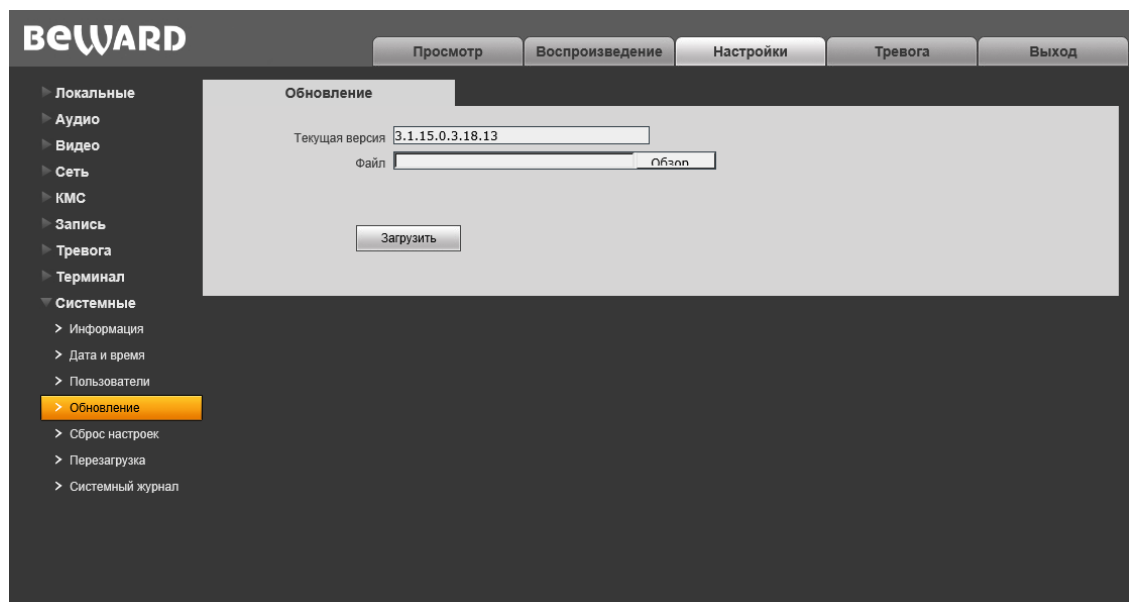 BEWARD
Просмотр Воспроизведение Настройки Тревога Выход
Локальные
Аудио
Видео
Сеть
КМС
Запись
Тревога
Терминал
Системные
> Информация
> Дата и время
> Пользователи
> Обновление
> Сброс настроек
> Перезагрузка
> Системный журнал
Обновление
Текущая версия 3.1.15.0.3.18.13
Файл Обзор
Загрузить